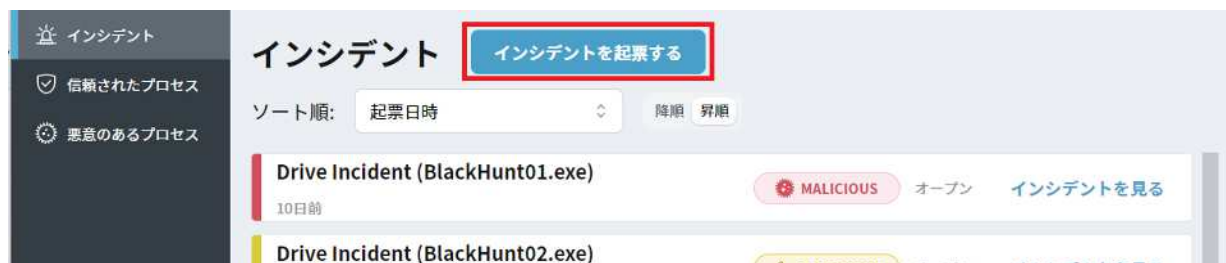 インシデント
信頼されたプロセス
悪意のあるプロセス
インシデント
インシデントを起票する
ソート順:
起票日時
降順
昇順
Drive Incident (BlackHunt01.exe)
10日前
MALICIOUS
オープン
インシデントを見る
Drive Incident (BlackHunt02.exe)